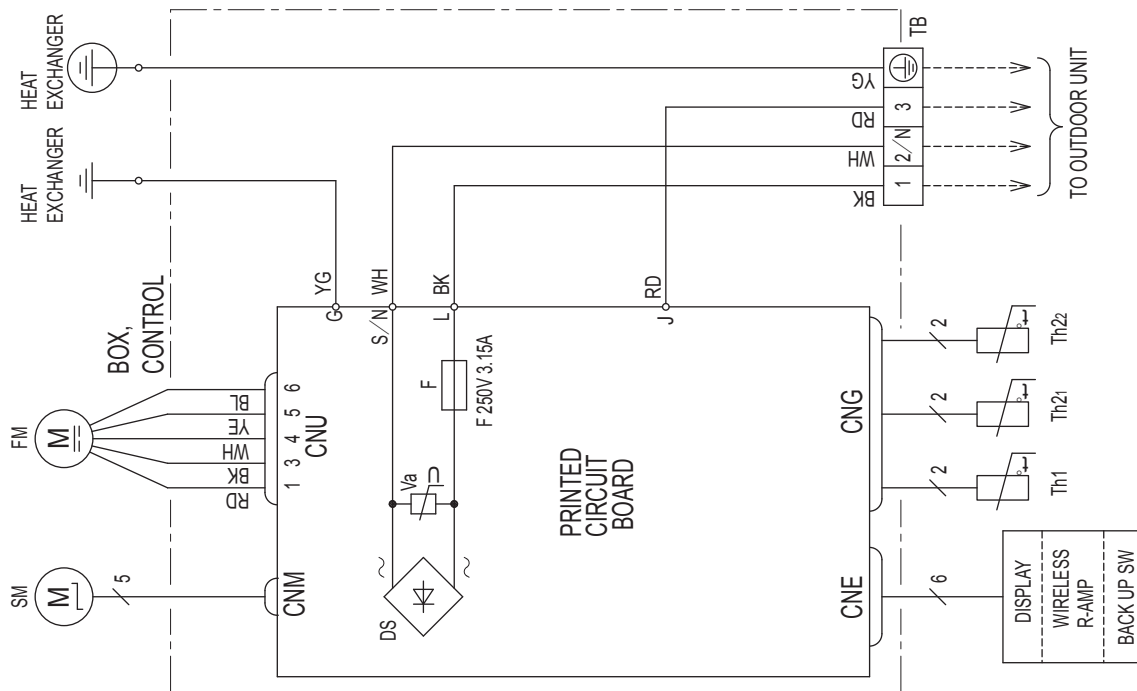 HEAT
EXCHANGER
HEAT
EXCHANGER
BOX,
CONTROL
FM
M
SM
M
5
RD
BK
WH
YE
BL
1
3
4
5
6
CNU
CNM
YG
G
WH
S/N
BK
L
RD
J
F
F 250V 3.15A
Va
DS
PRINTED
CIRCUIT
BOARD
CNE
CNG
6
2
2
2
t°
t°
t°
Th1
Th2₁
Th2₂
DISPLAY
WIRELESS
R-AMP
BACK UP SW
BK
WH
RD
YG
1
2/N
3
TB
TO OUTDOOR UNIT